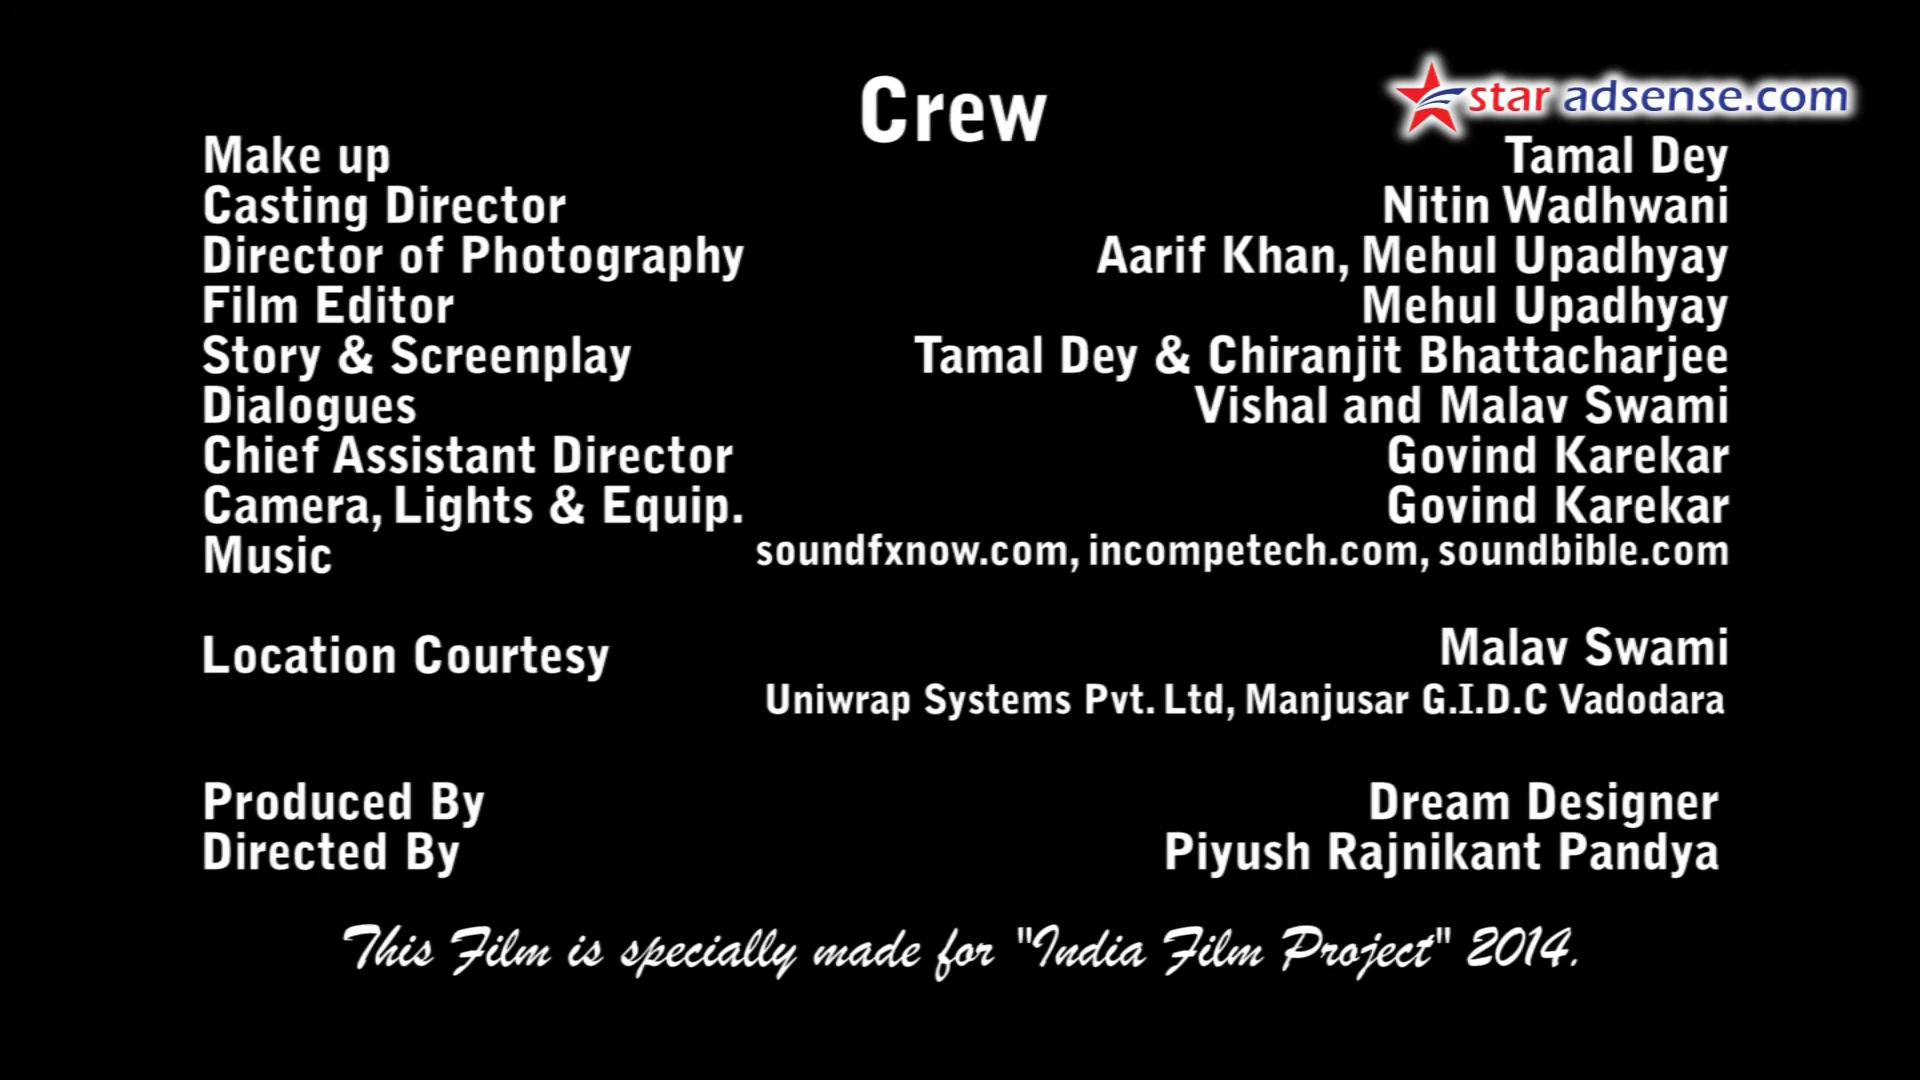 Crew
star adsense.com
Make up Tamal Dey
Casting Director Nitin Wadhwani
Director of Photography Aarif Khan, Mehul Upadhyay
Film Editor Mehul Upadhyay
Story & Screenplay Tamal Dey & Chiranjit Bhattacharjee
Dialogues Vishal and Malav Swami
Chief Assistant Director Govind Karekar
Camera, Lights & Equip. Govind Karekar
Music soundfxnow.com, incompetech.com, soundbible.com
Location Courtesy Malav Swami
Uniwrap Systems Pvt. Ltd, Manjusar G.I.D.C Vadodara
Produced By Dream Designer
Directed By Piyush Rajnikant Pandya
This Film is specially made for "India Film Project" 2014.